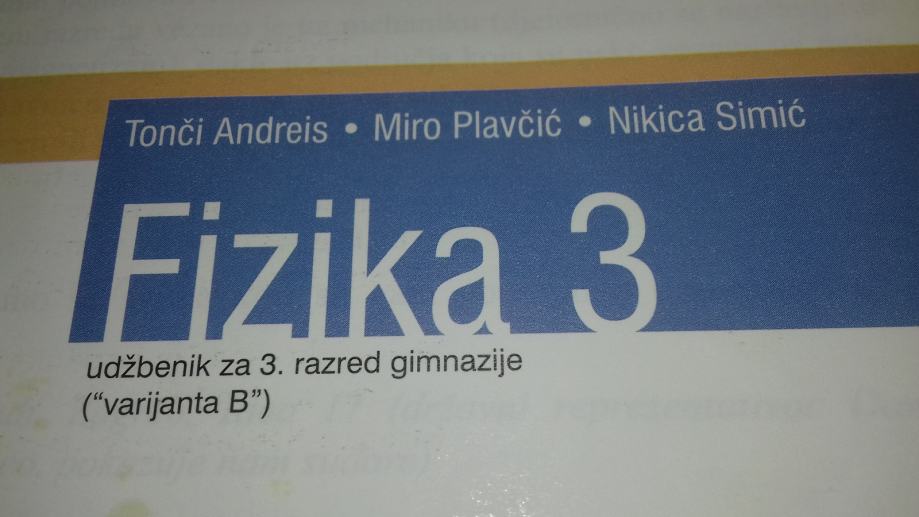 Tonči Andreis • Miro Plavčić • Nikica Simić
Fizika 3
udžbenik za 3. razred gimnazije
(“varijanta B”)